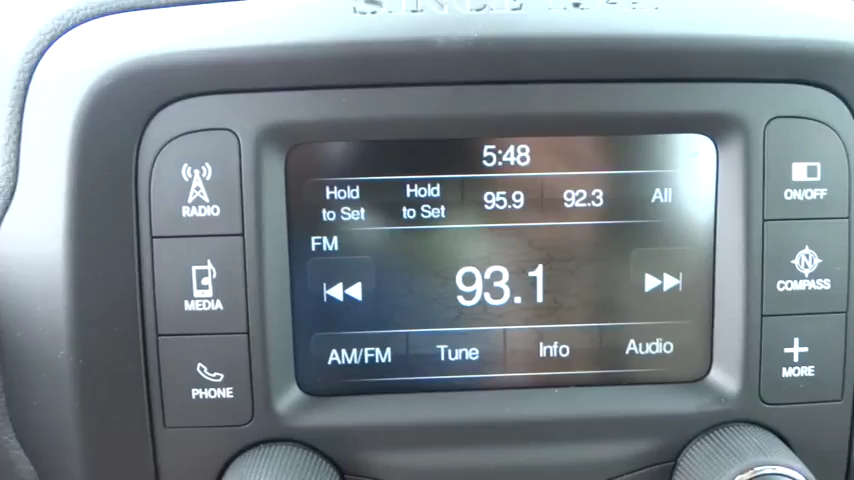 SINCE
5:48
Hold to Set
Hold to Set
95.9
92.3
All
FM
93.1
AM/FM
Tune
Info
Audio
RADIO
MEDIA
PHONE
ON/OFF
N
COMPASS
MORE